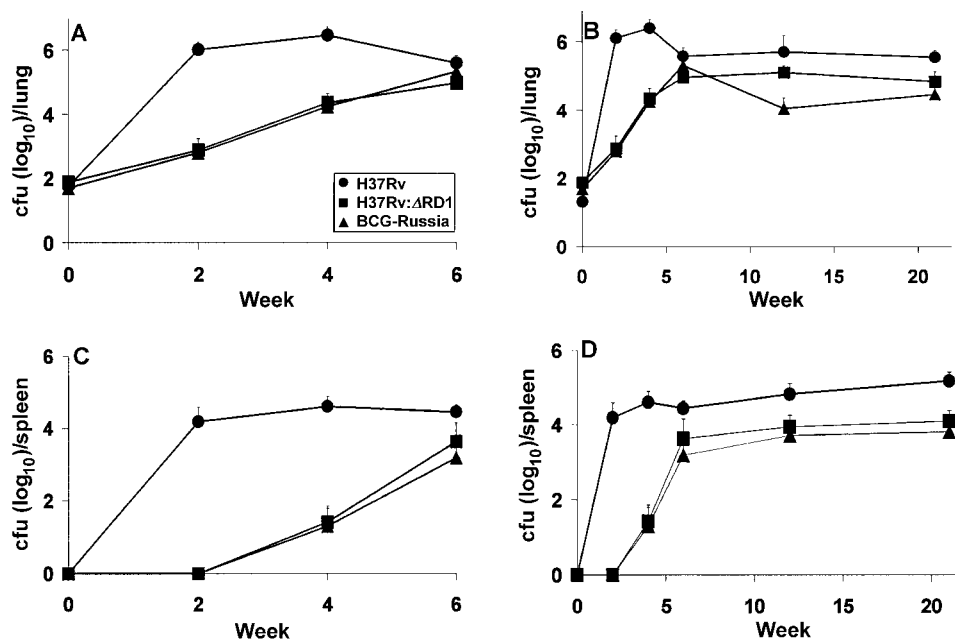 A
cfu (log10)/lung
6
4
2
0
0 2 4 6
Week
H37Rv
H37Rv:ΔRD1
BCG-Russia
B
cfu (log10)/lung
6
4
2
0
0 5 10 15 20
Week
C
cfu (log10)/spleen
6
4
2
0
0 2 4 6
Week
D
cfu (log10)/spleen
6
4
2
0
0 5 10 15 20
Week